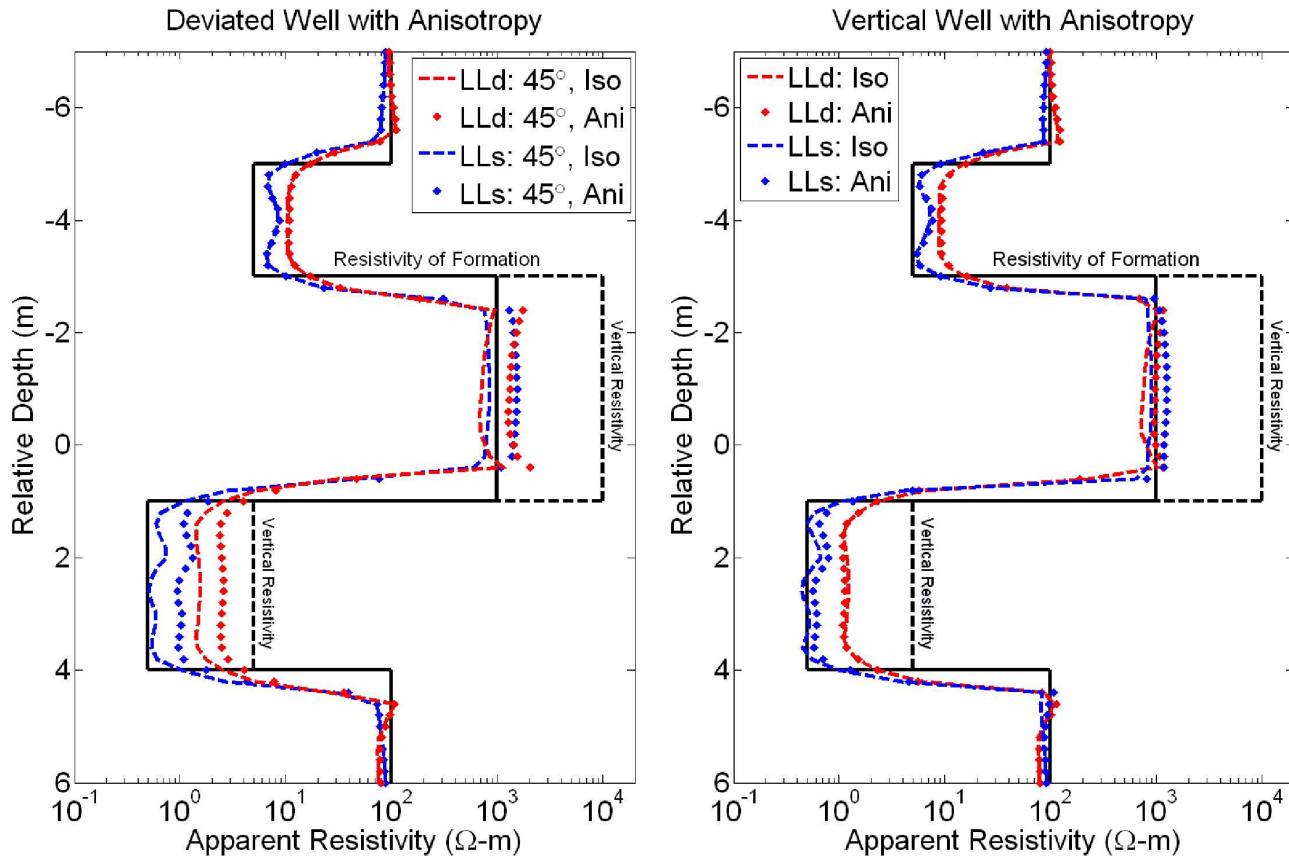 Deviated Well with Anisotropy
LLd: 45°, Iso
LLd: 45°, Ani
LLs: 45°, Iso
LLs: 45°, Ani
Resistivity of Formation
Vertical Resistivity
Vertical Resistivity
Relative Depth (m)
-6
-4
-2
0
2
4
6
10^-1
10^0
10^1
10^2
10^3
10^4
Apparent Resistivity (Ω-m)
Vertical Well with Anisotropy
LLd: Iso
LLd: Ani
LLs: Iso
LLs: Ani
Resistivity of Formation
Vertical Resistivity
Vertical Resistivity
Relative Depth (m)
-6
-4
-2
0
2
4
6
10^-1
10^0
10^1
10^2
10^3
10^4
Apparent Resistivity (Ω-m)